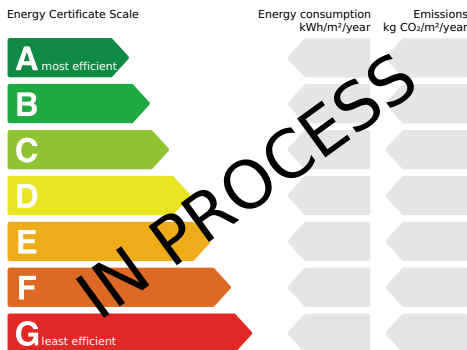 Energy Certificate Scale
Energy consumption
kWh/m²/year
Emissions
kg CO₂/m²/year
A most efficient
B
C
D
E
F
G least efficient
IN PROCESS